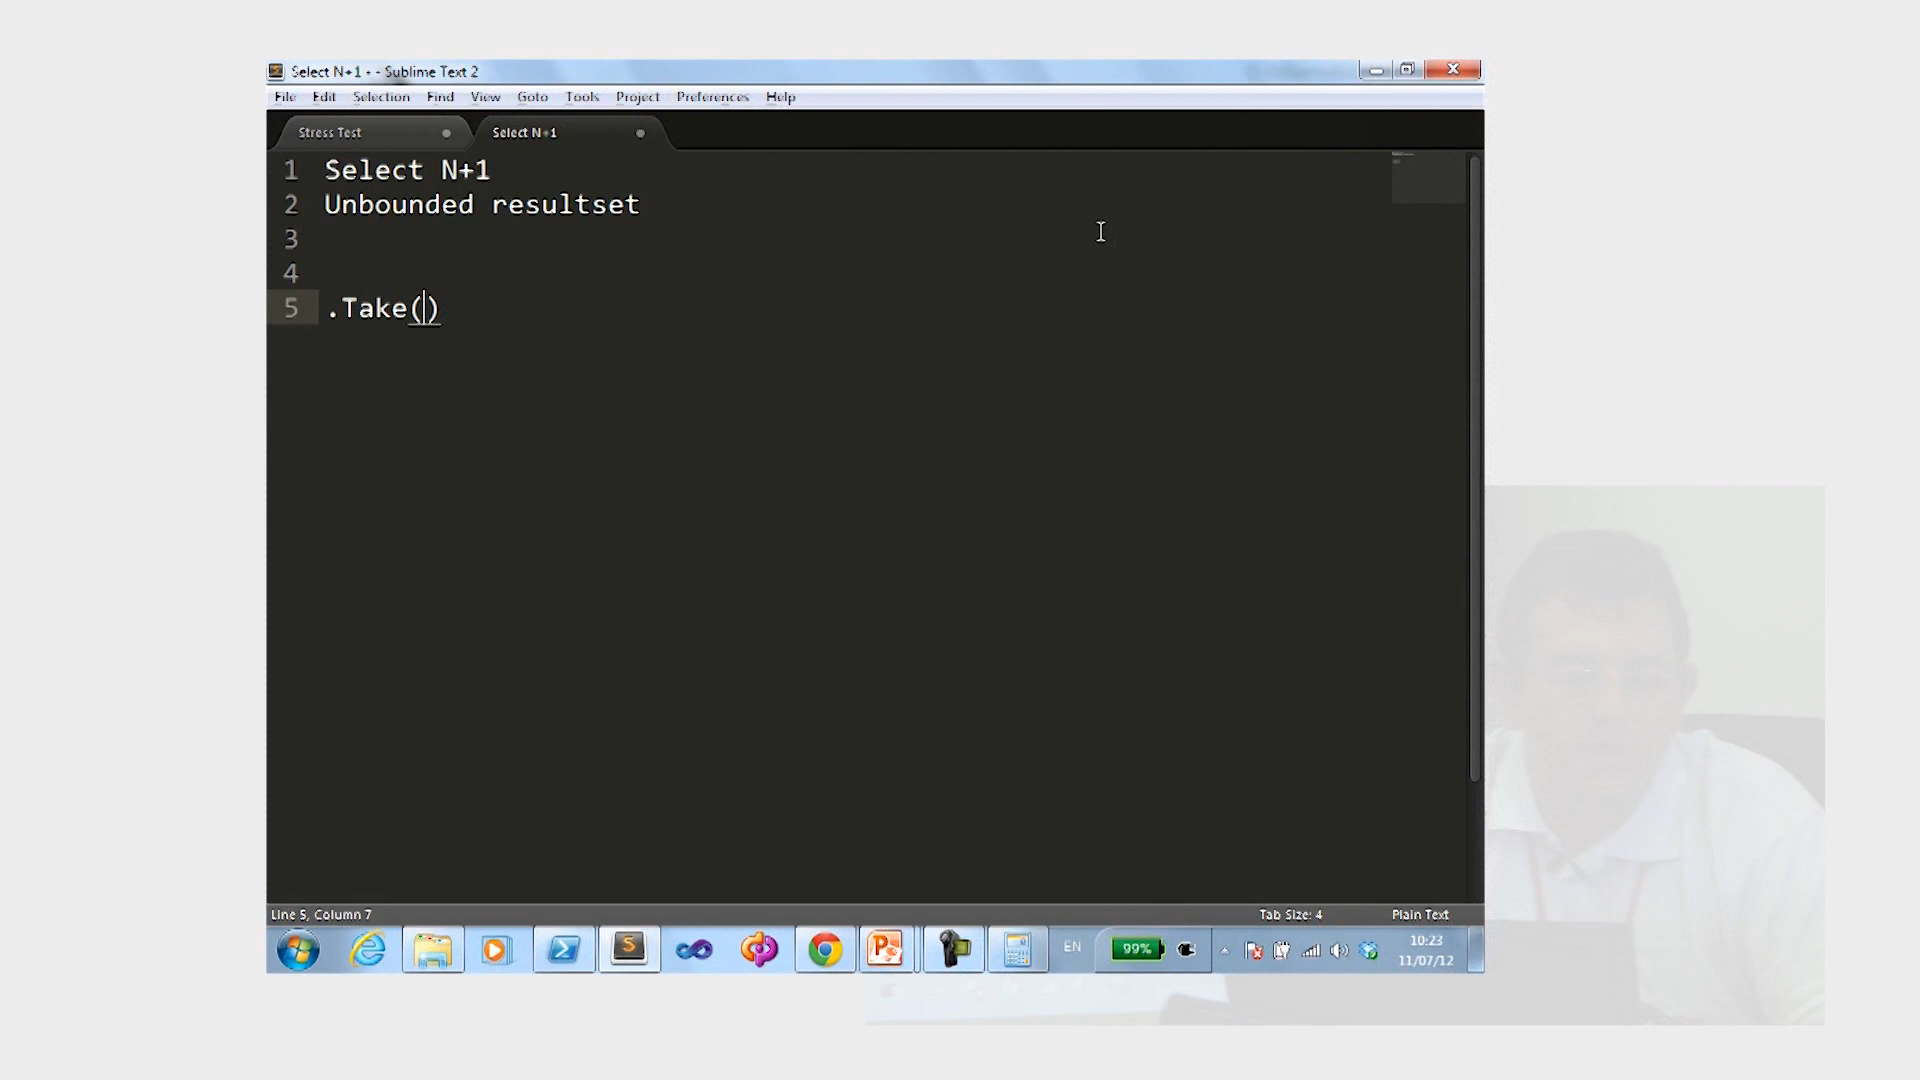 Select N+1 • - Sublime Text 2
File Edit Selection Find View Goto Tools Project Preferences Help
Stress Test Select N+1
1 Select N+1
2 Unbounded resultset
3
4
5 .Take()
Line 5, Column 7 Tab Size: 4 Plain Text
EN 99% 10:23
11/07/12